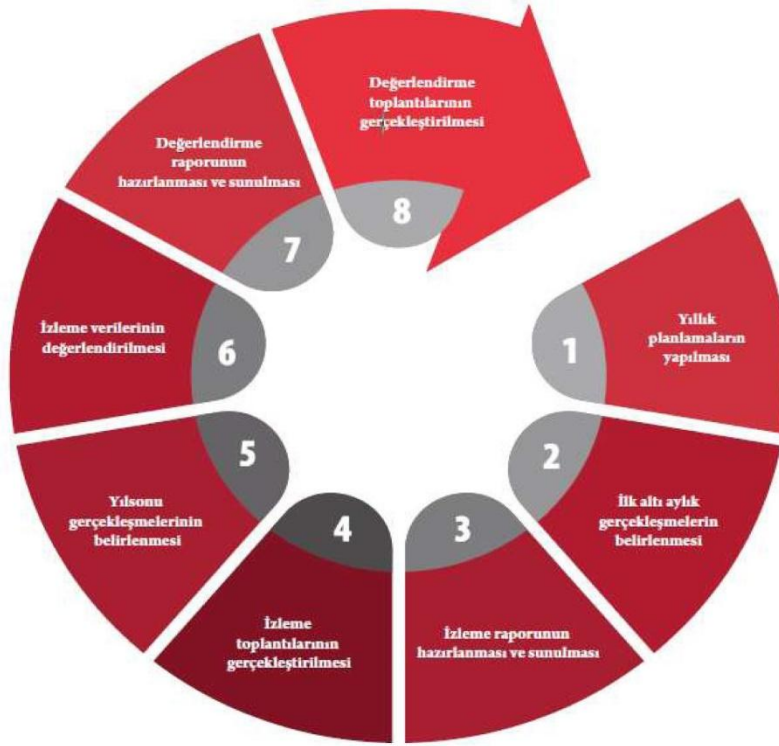 1
Yıllık
planlamaların
yapılması
2
İlk altı aylık
gerçekleşmelerin
belirlenmesi
3
İzleme raporunun
hazırlanması ve sunulması
4
İzleme
toplantılarının
gerçekleştirilmesi
5
Yılsonu
gerçekleşmelerinin
belirlenmesi
6
İzleme verilerinin
değerlendirilmesi
7
Değerlendirme
raporunun
hazırlanması ve sunulması
8
Değerlendirme
toplantılarının
gerçekleştirilmesi